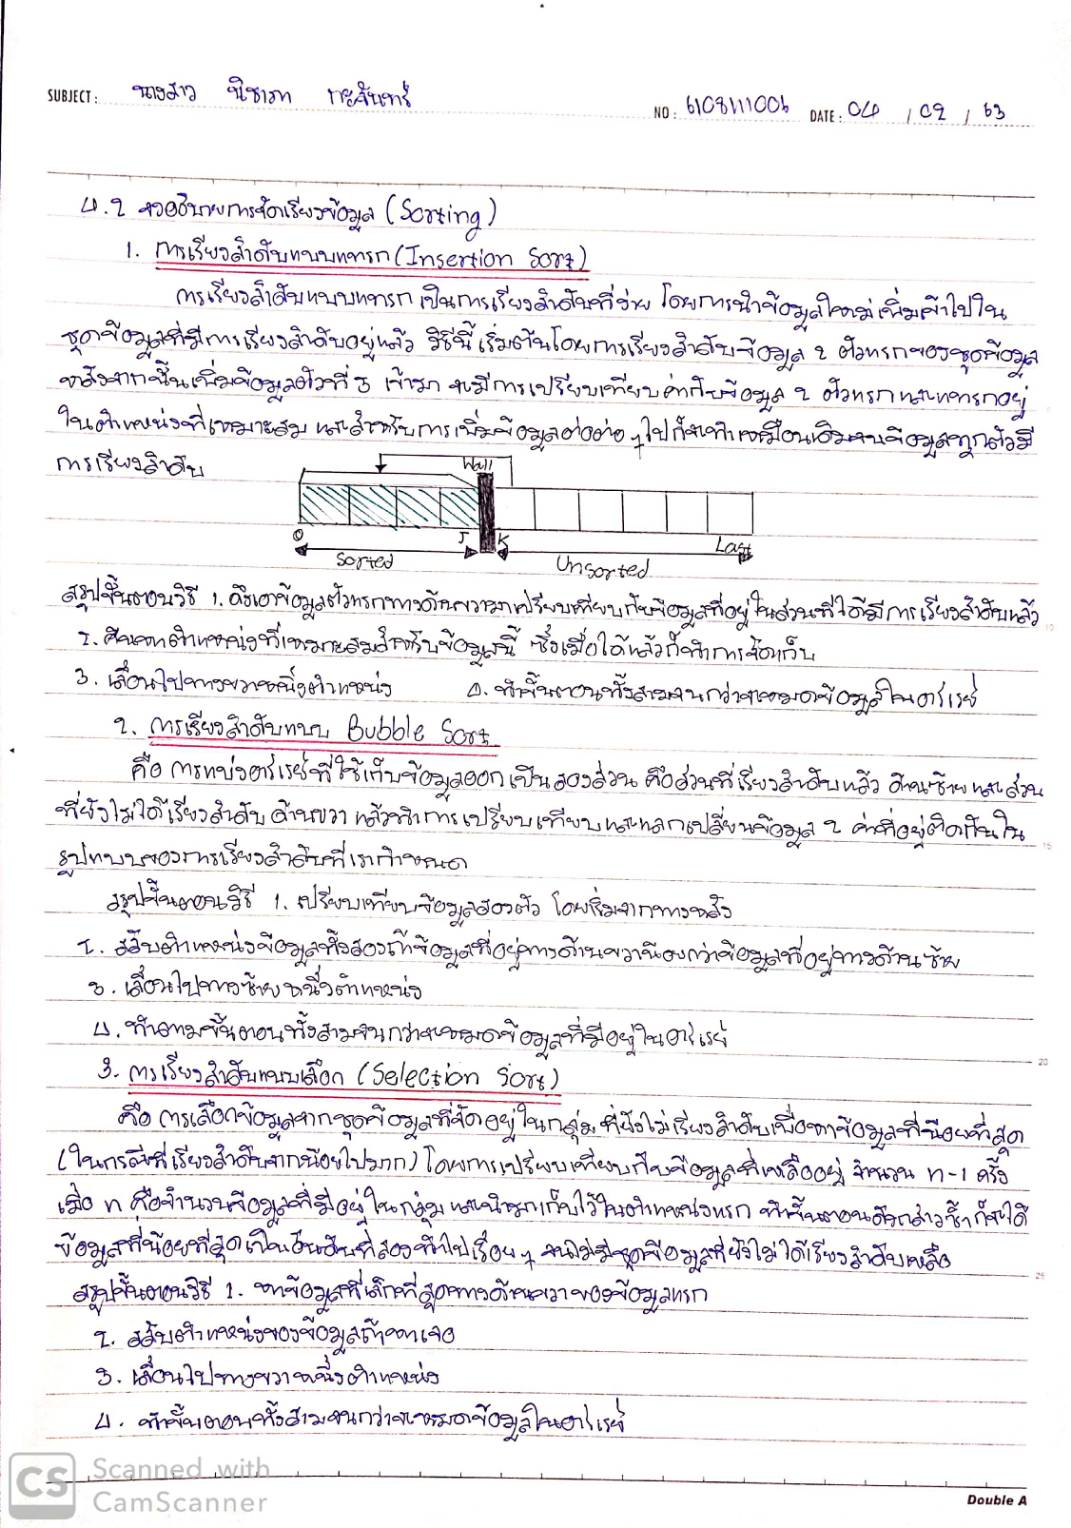 SUBJECT: นางสาว นิชาภา
NO: 6108111006 DATE: 04 / 02 / 63
4.2 จงอธิบายการจัดเรียงข้อมูล (Sorting)
1. การเรียงลำดับแบบแทรก (Insertion Sort)
การเรียงลำดับแบบแทรก เป็นการเรียงลำดับที่ง่าย โดยการนำข้อมูลใหม่เพิ่มเข้าไปใน
ชุดข้อมูลที่มีการเรียงลำดับอยู่แล้ว วิธีนี้เริ่มต้นโดยการเรียงลำดับข้อมูล 2 ตัวแรกของชุดข้อมูล
หลังจากนั้นเพิ่มข้อมูลตัวที่ 3 เข้ามา จะมีการเปรียบเทียบค่ากับข้อมูล 2 ตัวแรกและแทรกอยู่
ในตำแหน่งที่เหมาะสม และสำหรับการเพิ่มข้อมูลต่อต่อๆไปก็จะทำเหมือนเดิมจนข้อมูลทุกตัวมี
การเรียงลำดับ
Wall
0 J K Last
Sorted Unsorted
สรุปขั้นตอนวิธี 1. ดึงเอาข้อมูลตัวแรกทางด้านขวามาเปรียบเทียบกับข้อมูลที่อยู่ในส่วนที่ได้มีการเรียงลำดับแล้ว
10
2. ค้นหาตำแหน่งที่เหมาะสมสำหรับข้อมูลนี้ ซึ่งเมื่อได้แล้วก็ทำการจัดเก็บ
3. เลื่อนไปทางขวาหนึ่งตำแหน่ง 4. ทำขั้นตอนทั้งสามจนกว่าจะหมดข้อมูลในอาร์เรย์
2. การเรียงลำดับแบบ Bubble Sort
คือ การแบ่งอาร์เรย์ที่ใช้เก็บข้อมูลออกเป็นสองส่วน คือส่วนที่เรียงลำดับแล้ว ด้านซ้าย และส่วน
ที่ยังไม่ได้เรียงลำดับ ด้านขวา แล้วทำการเปรียบเทียบและแลกเปลี่ยนข้อมูล 2 ค่าที่อยู่ติดกันใน
15
รูปแบบของการเรียงลำดับที่เรากำหนด
สรุปขั้นตอนวิธี 1. เปรียบเทียบข้อมูลสองตัว โดยเริ่มจากทางหลัง
2. สลับตำแหน่งข้อมูลทั้งสองถ้าข้อมูลที่อยู่ทางด้านขวาน้อยกว่าข้อมูลที่อยู่ทางด้านซ้าย
3. เลื่อนไปทางซ้ายหนึ่งตำแหน่ง
4. ทำตามขั้นตอนทั้งสามจนกว่าจะหมดข้อมูลที่มีอยู่ในอาร์เรย์
20
3. การเรียงลำดับแบบเลือก (Selection Sort)
คือ การเลือกข้อมูลจากชุดข้อมูลที่จัดอยู่ในกลุ่ม ที่ยังไม่เรียงลำดับเพื่อหาข้อมูลที่น้อยที่สุด
(ในกรณีที่เรียงลำดับจากน้อยไปมาก) โดยการเปรียบเทียบกับข้อมูลที่เหลืออยู่ จำนวน n-1 ครั้ง
เมื่อ n คือจำนวนข้อมูลที่มีอยู่ในกลุ่ม และนำมาเก็บไว้ในตำแหน่งแรก ทำขั้นตอนดังกล่าวซ้ำก็จะได้
ข้อมูลที่น้อยที่สุดเป็นอันดับที่สองทำไปเรื่อยๆ จนไม่มีชุดข้อมูลที่ยังไม่ได้เรียงลำดับเหลือ
25
สรุปขั้นตอนวิธี 1. หาข้อมูลที่เล็กที่สุดทางด้านขวาของข้อมูลแรก
2. สลับตำแหน่งของข้อมูลถ้าหาเจอ
3. เลื่อนไปทางขวาหนึ่งตำแหน่ง
4. ทำขั้นตอนทั้งสามจนกว่าจะหมดข้อมูลในอาร์เรย์
CS Scanned with
CamScanner
Double A